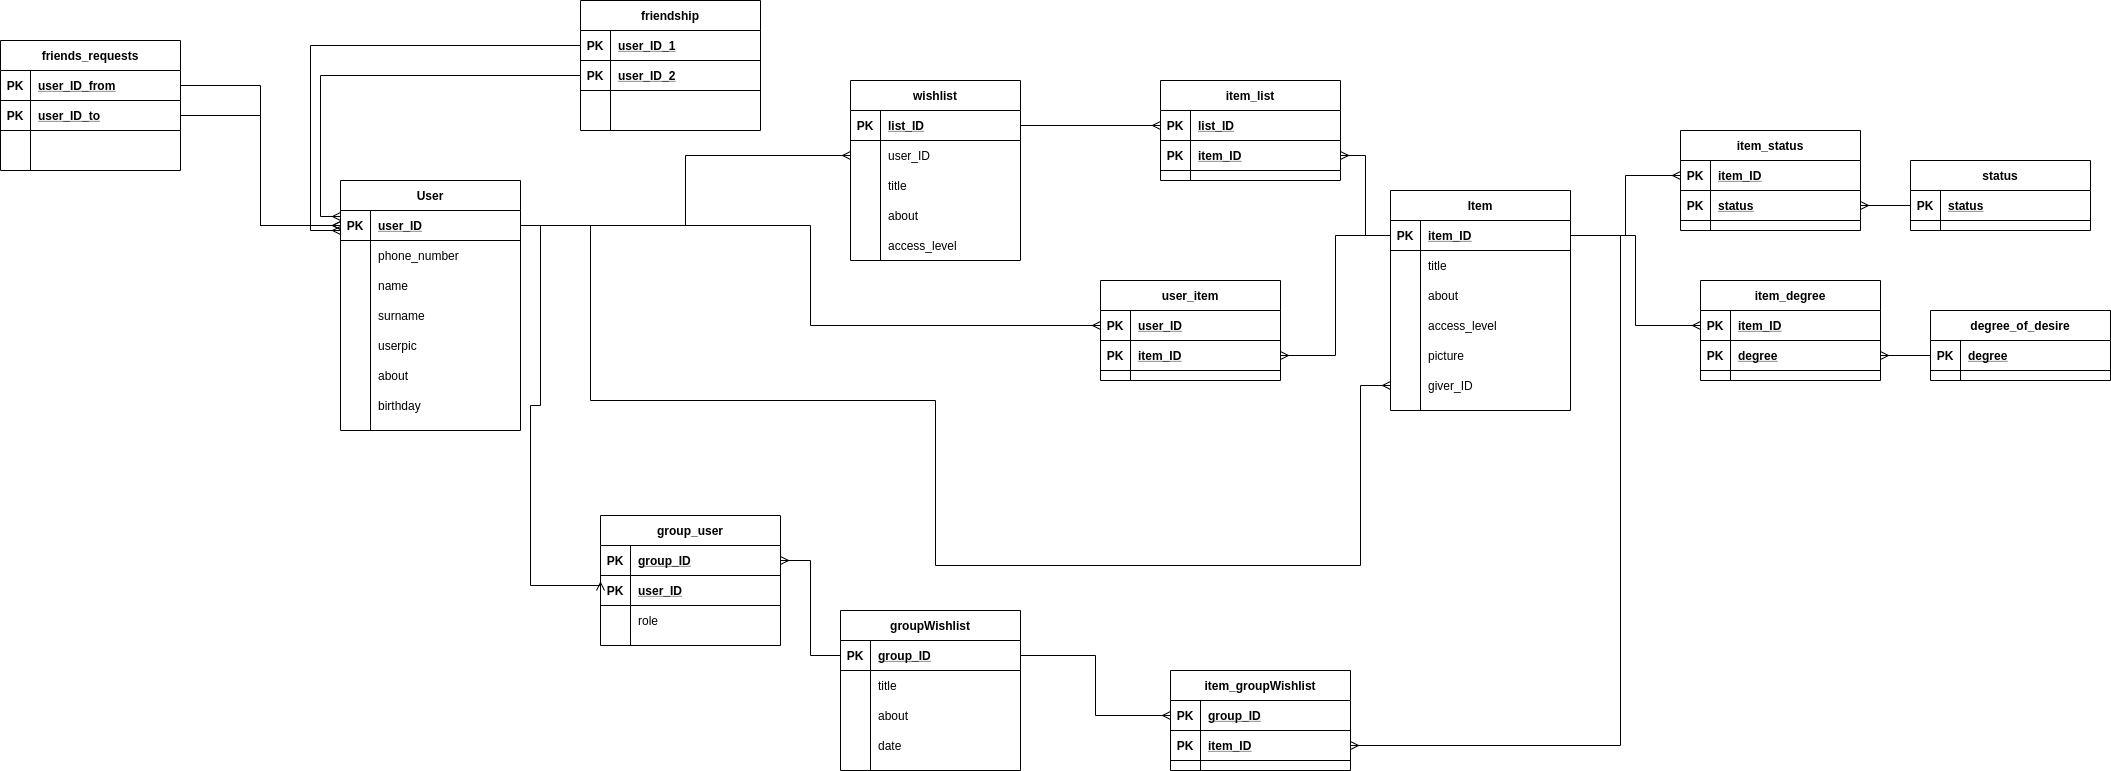 friendship
PK user_ID_1
PK user_ID_2
friends_requests
PK user_ID_from
PK user_ID_to
User
PK user_ID
phone_number
name
surname
userpic
about
birthday
wishlist
PK list_ID
user_ID
title
about
access_level
item_list
PK list_ID
PK item_ID
user_item
PK user_ID
PK item_ID
Item
PK item_ID
title
about
access_level
picture
giver_ID
item_status
PK item_ID
PK status
status
PK status
item_degree
PK item_ID
PK degree
degree_of_desire
PK degree
group_user
PK group_ID
PK user_ID
role
groupWishlist
PK group_ID
title
about
date
item_groupWishlist
PK group_ID
PK item_ID